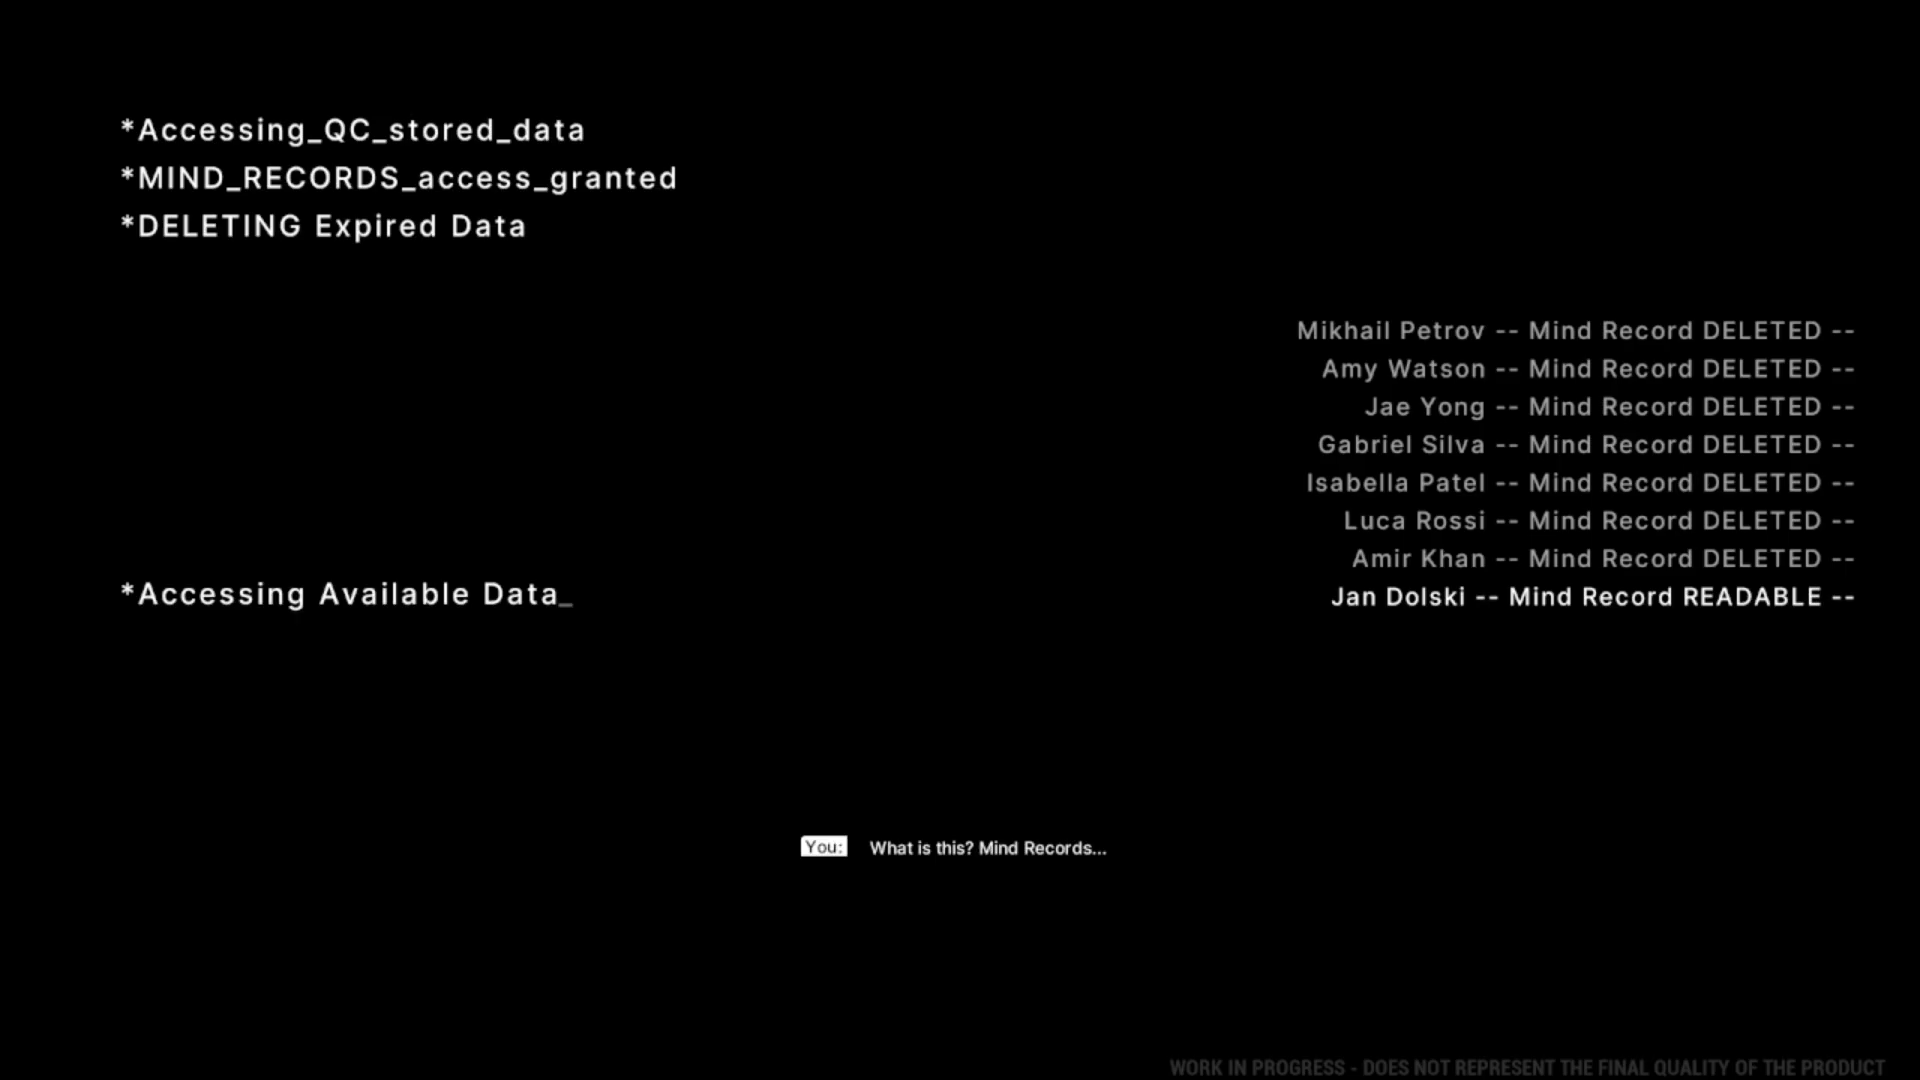 *Accessing_QC_stored_data
*MIND_RECORDS_access_granted
*DELETING Expired Data
Mikhail Petrov -- Mind Record DELETED --
Amy Watson -- Mind Record DELETED --
Jae Yong -- Mind Record DELETED --
Gabriel Silva -- Mind Record DELETED --
Isabella Patel -- Mind Record DELETED --
Luca Rossi -- Mind Record DELETED --
Amir Khan -- Mind Record DELETED --
*Accessing Available Data_
Jan Dolski -- Mind Record READABLE --
You: What is this? Mind Records...
WORK IN PROGRESS - DOES NOT REPRESENT THE FINAL QUALITY OF THE PRODUCT